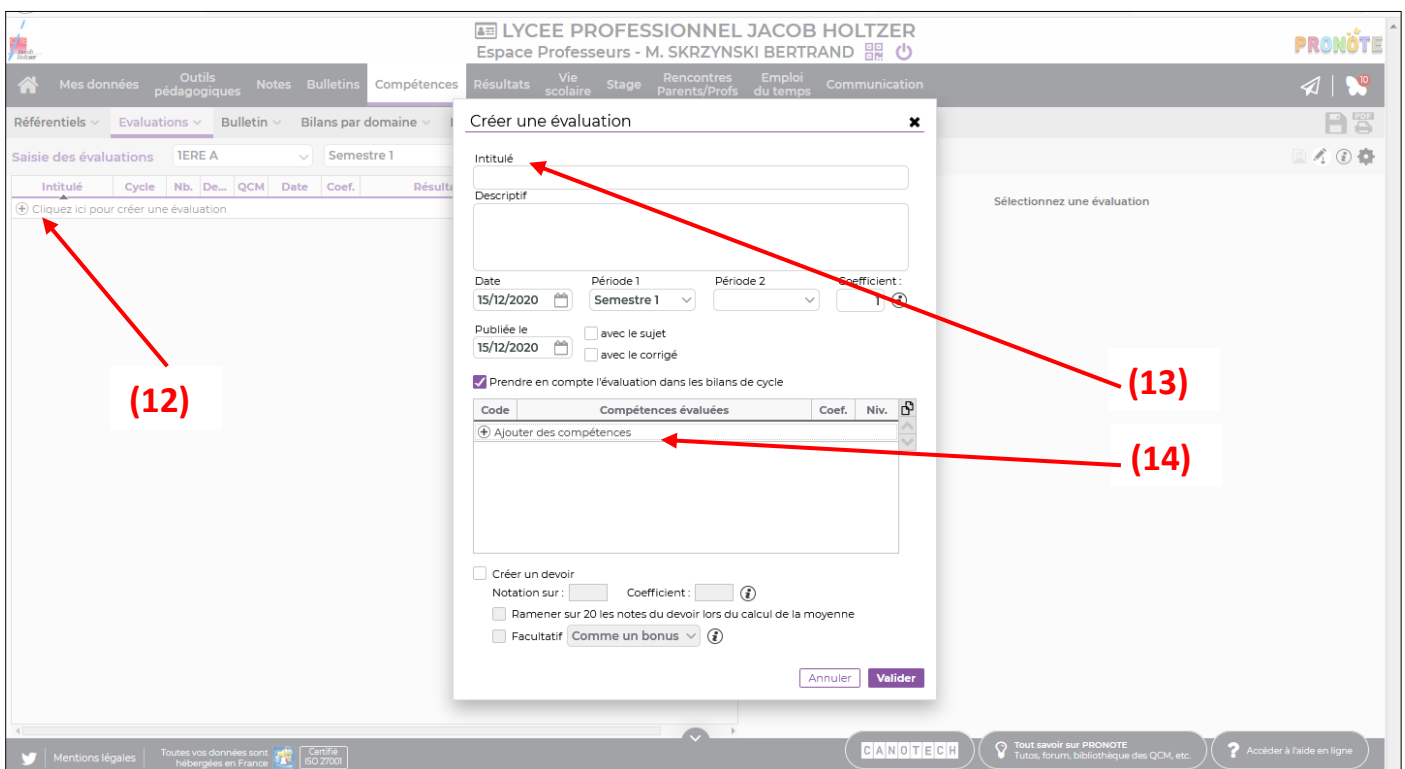 LYCEE PROFESSIONNEL JACOB HOLTZER
Espace Professeurs - M. SKRZYNSKI BERTRAND
PRONOTE
Mes données
Outils pédagogiques
Notes
Bulletins
Compétences
Résultats
Vie scolaire
Stage
Rencontres Parents/Profs
Emploi du temps
Communication
10
Référentiels
Evaluations
Bulletin
Bilans par domaine
PDF
Créer une évaluation
Saisie des évaluations
1ERE A
Semestre 1
Intitulé
Cycle
Nb.
De...
QCM
Date
Coef.
Résulta
Cliquez ici pour créer une évaluation
Sélectionnez une évaluation
Intitulé
Descriptif
Date
Période 1
Période 2
Coefficient :
15/12/2020
Semestre 1
1
Publiée le
15/12/2020
avec le sujet
avec le corrigé
Prendre en compte l'évaluation dans les bilans de cycle
Code
Compétences évaluées
Coef.
Niv.
Ajouter des compétences
(12)
(13)
(14)
Créer un devoir
Notation sur :
Coefficient :
Ramener sur 20 les notes du devoir lors du calcul de la moyenne
Facultatif
Comme un bonus
Annuler
Valider
Mentions légales
Toutes vos données sont
hébergées en France
Certifié
ISO 27001
CANOTECH
Tout savoir sur PRONOTE
Tutos, forum, bibliothèque des QCM, etc.
? Accéder à l'aide en ligne